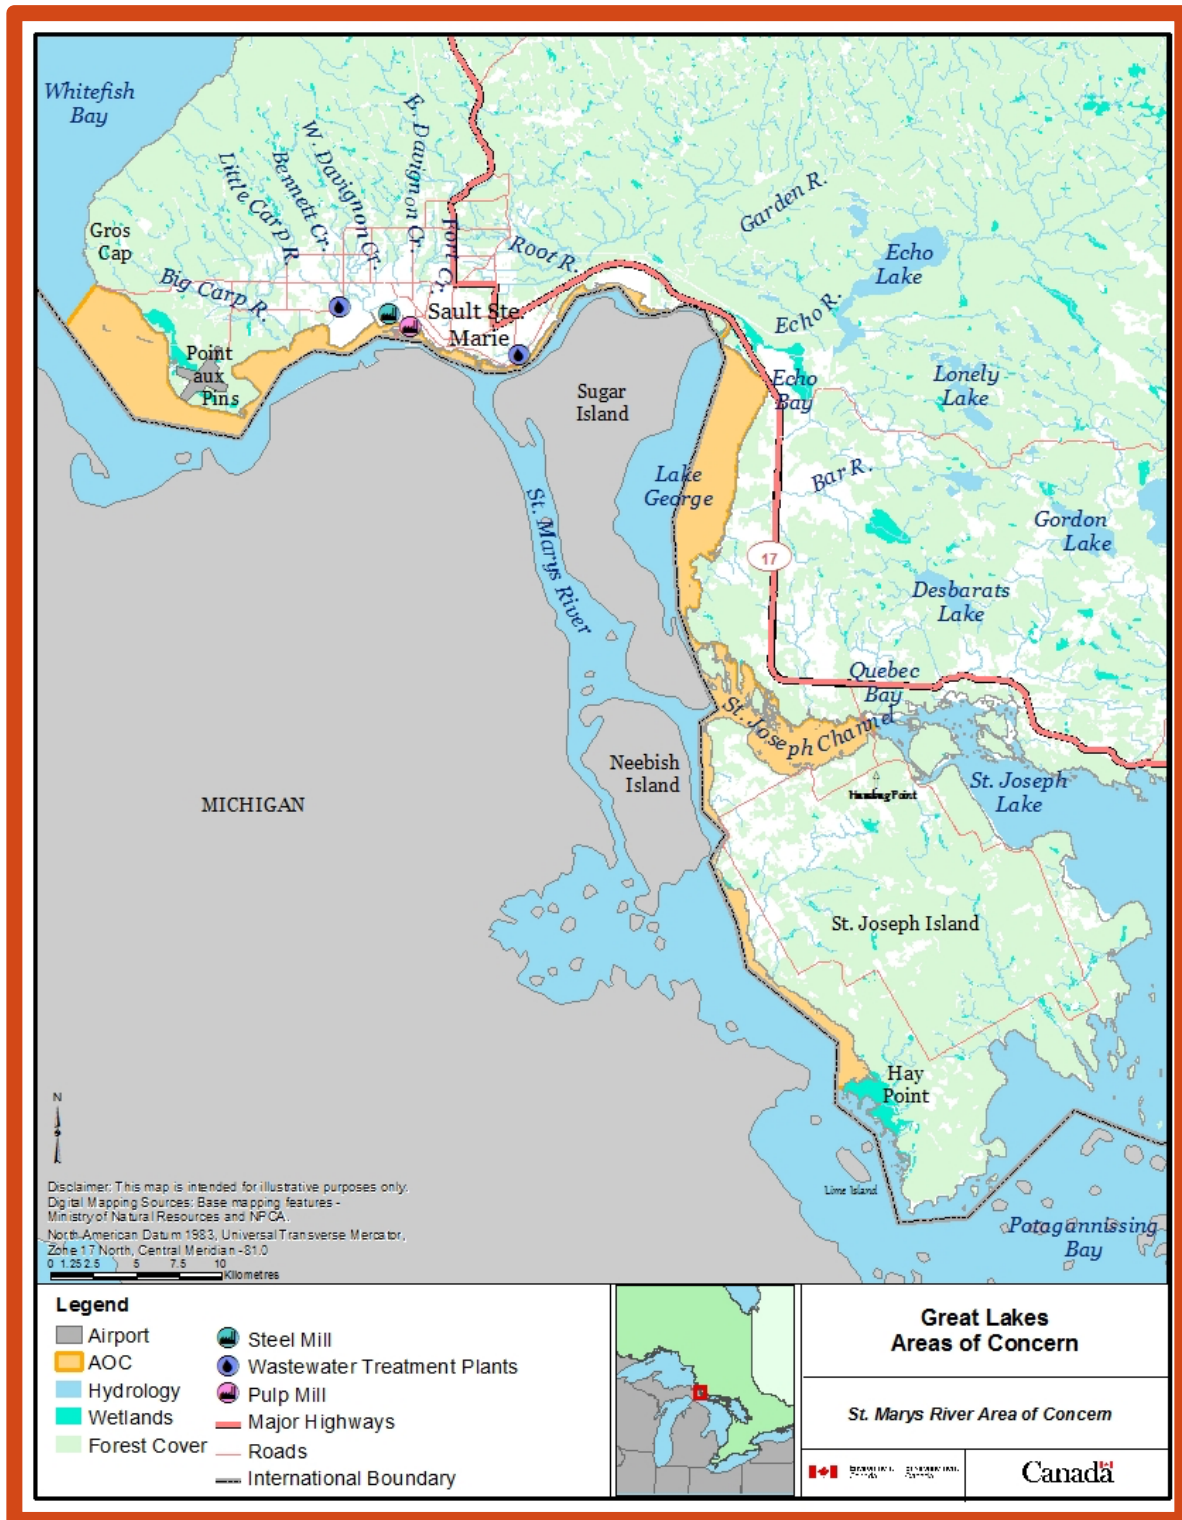 Whitefish
Bay
Gros
Cap
Little Carp R.
Bennett Cr.
W. Davignon Cr.
E. Davignon Cr.
Fort Cr.
Big Carp R.
Root R.
Garden R.
Echo
Lake
Echo R.
Sault Ste.
Marie
Point
aux
Pins
Sugar
Island
Echo
Bay
Lonely
Lake
Lake
George
Bar R.
Gordon
Lake
17
St. Marys River
Desbarats
Lake
Quebec
Bay
St. Joseph Channel
Neebish
Island
St. Joseph
Lake
MICHIGAN
St. Joseph Island
Hay
Point
Lime Island
Potagannissing
Bay
N
Disclaimer: This map is intended for illustrative purposes only.
Digital Mapping Sources: Base mapping features -
Ministry of Natural Resources and NPCA.
North American Datum 1983, Universal Transverse Mercator,
Zone 17 North, Central Meridian -81.0
0 1.25 2.5 5 7.5 10
Kilometres
Legend
Airport
AOC
Hydrology
Wetlands
Forest Cover
Steel Mill
Wastewater Treatment Plants
Pulp Mill
Major Highways
Roads
International Boundary
Great Lakes
Areas of Concern
St. Marys River Area of Concern
Environment Environnement
Canada Canada
Canada